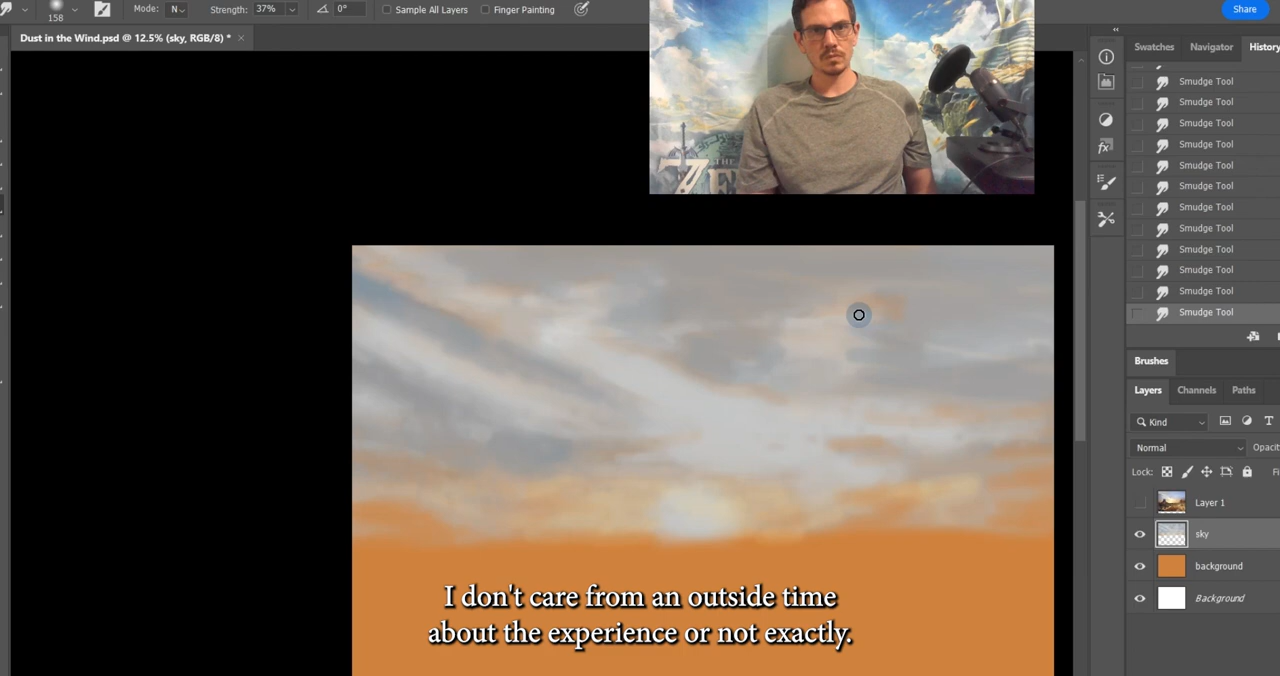 Mode: N Strength: 37% 0° Sample All Layers Finger Painting Share
158
Dust in the Wind.psd @ 12.5% (sky, RGB/8) * ×
THE
Swatches Navigator History
Smudge Tool
Smudge Tool
Smudge Tool
Smudge Tool
Smudge Tool
Smudge Tool
Smudge Tool
Smudge Tool
Smudge Tool
Smudge Tool
Smudge Tool
Smudge Tool
Brushes
Layers Channels Paths
Kind
Normal Opacit
Lock: Fi
Layer 1
sky
background
Background
I don't care from an outside time
about the experience or not exactly.